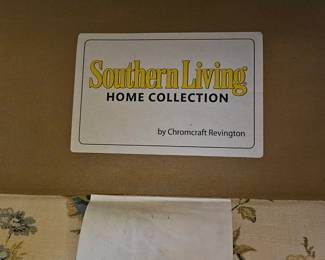 Southern Living
HOME COLLECTION
by Chromcraft Revington